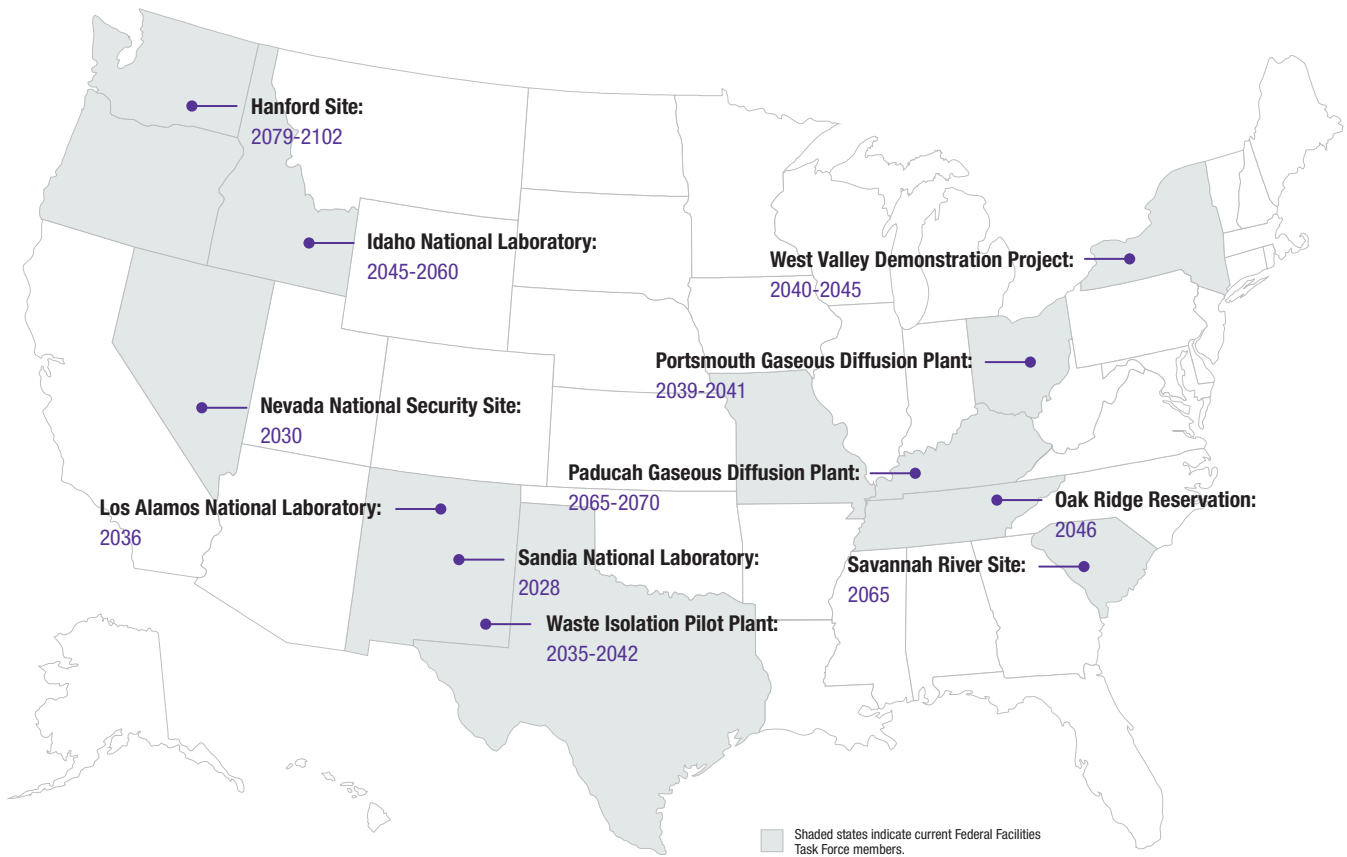 Hanford Site:
2079-2102
Idaho National Laboratory:
2045-2060
West Valley Demonstration Project:
2040-2045
Portsmouth Gaseous Diffusion Plant:
2039-2041
Nevada National Security Site:
2030
Paducah Gaseous Diffusion Plant:
2065-2070
Los Alamos National Laboratory:
2036
Oak Ridge Reservation:
2046
Sandia National Laboratory:
2028
Savannah River Site:
2065
Waste Isolation Pilot Plant:
2035-2042
Shaded states indicate current Federal Facilities
Task Force members.